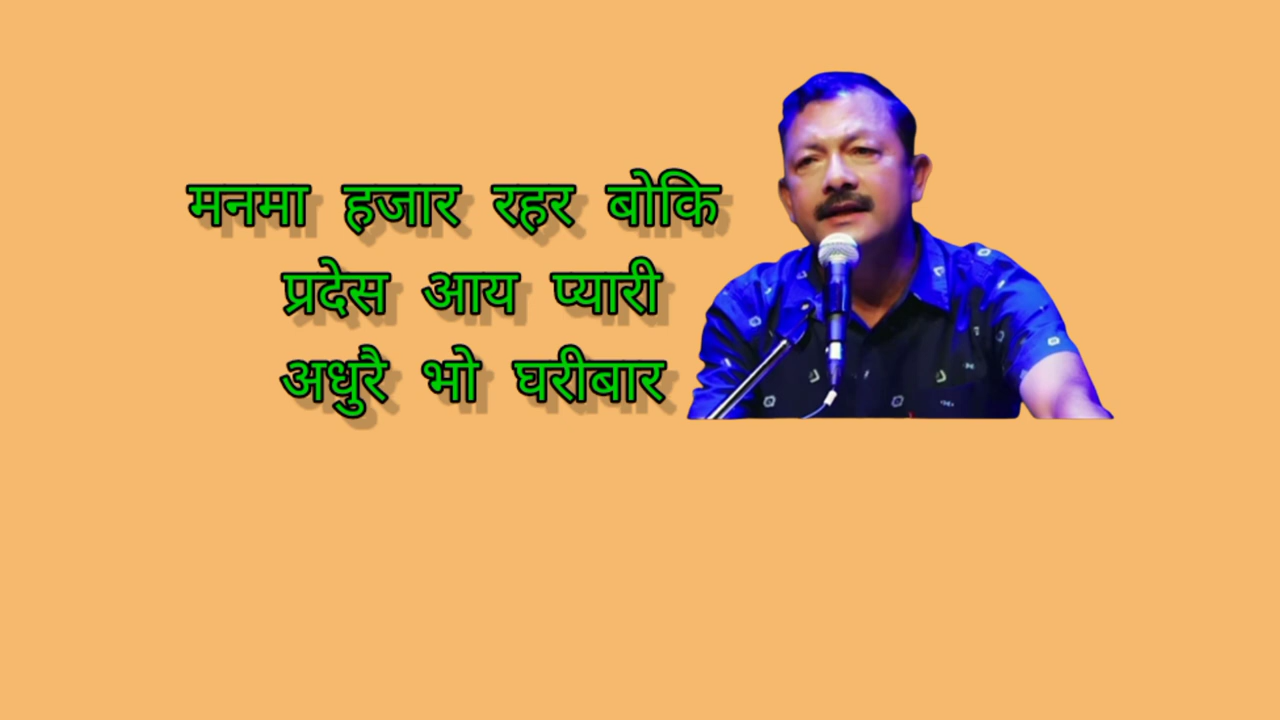 मनमा हजार रहर बोकि
प्रदेस आय प्यारी
अधुरै भो घरीबार